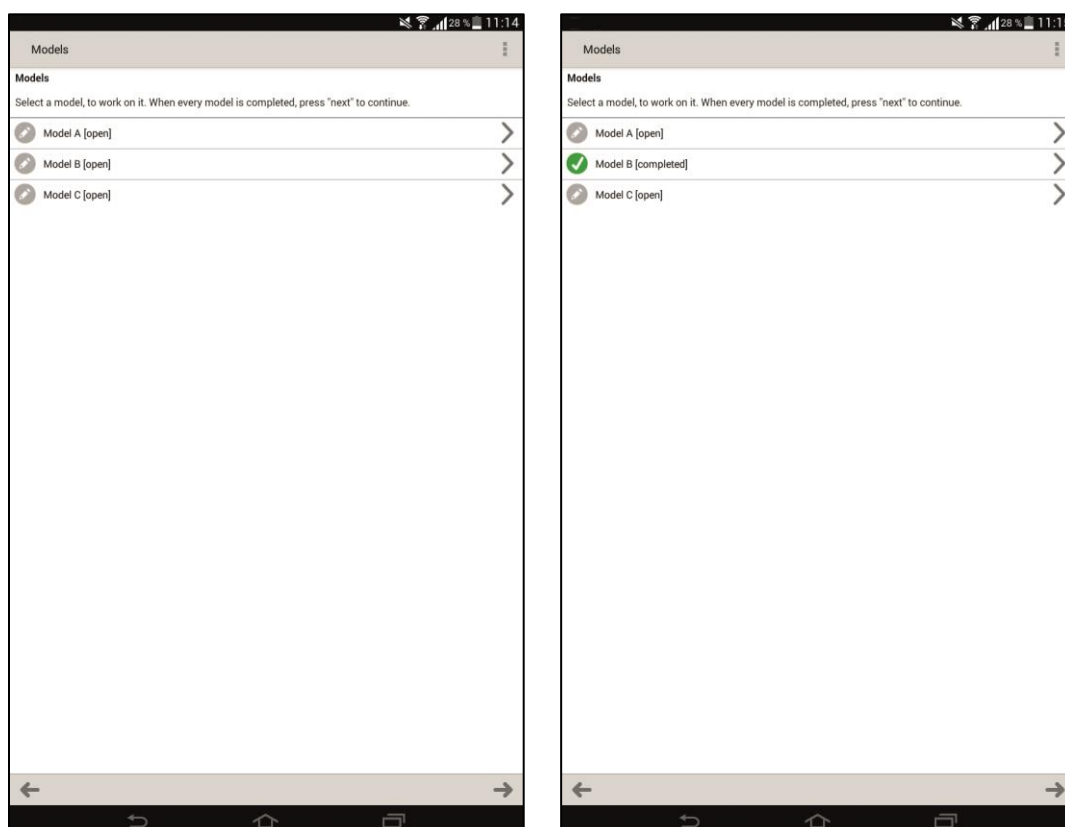 28 % 11:14
Models
Models
Select a model, to work on it. When every model is completed, press "next" to continue.
Model A [open]
Model B [open]
Model C [open]
28 % 11:1
Models
Models
Select a model, to work on it. When every model is completed, press "next" to continue.
Model A [open]
Model B [completed]
Model C [open]